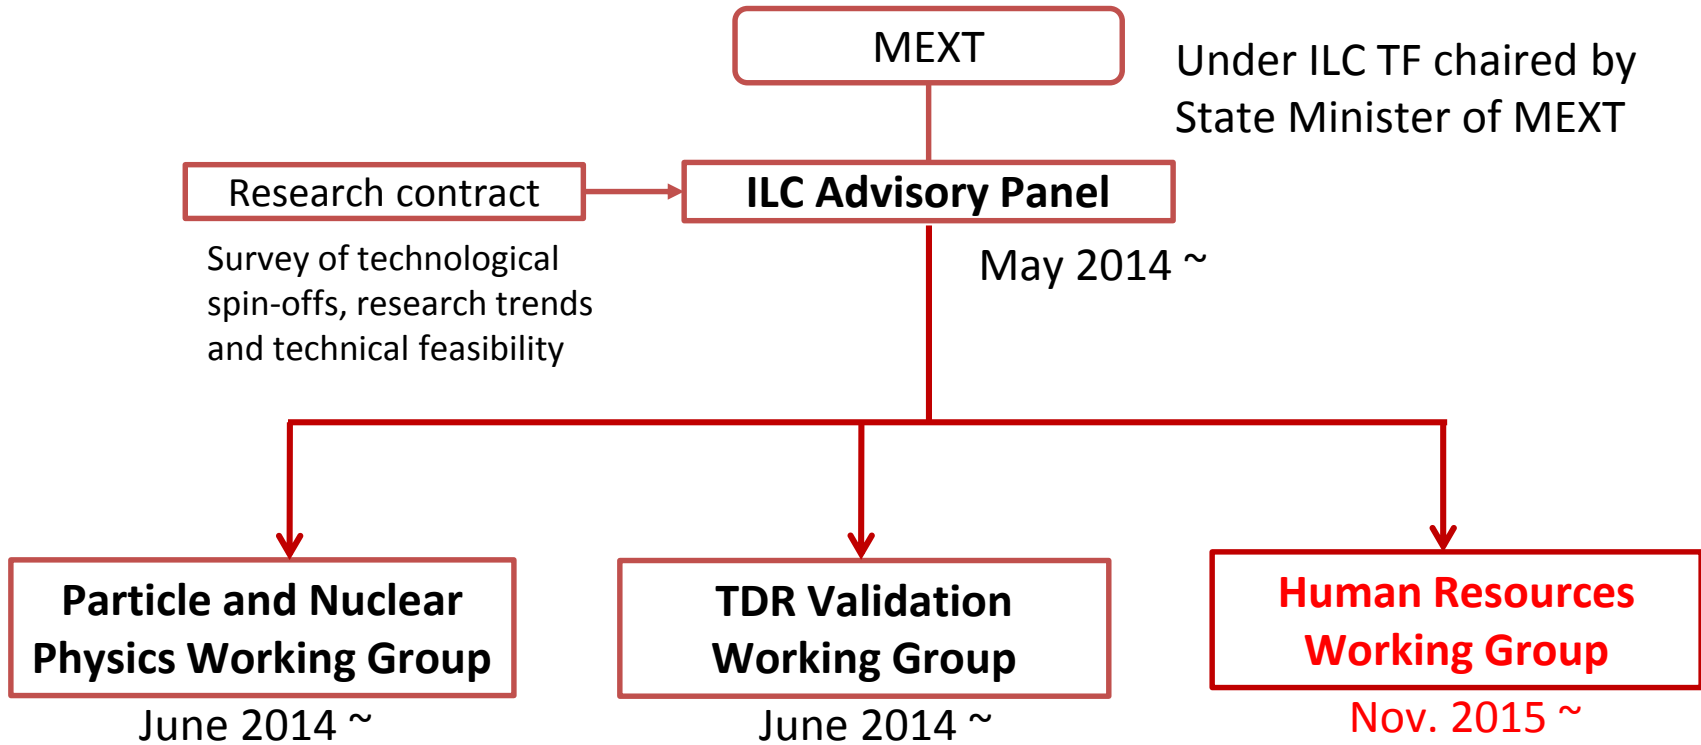 MEXT
Under ILC TF chaired by
State Minister of MEXT
Research contract
ILC Advisory Panel
Survey of technological
spin-offs, research trends
and technical feasibility
May 2014 ~
Particle and Nuclear
Physics Working Group
June 2014 ~
TDR Validation
Working Group
June 2014 ~
Human Resources
Working Group
Nov. 2015 ~